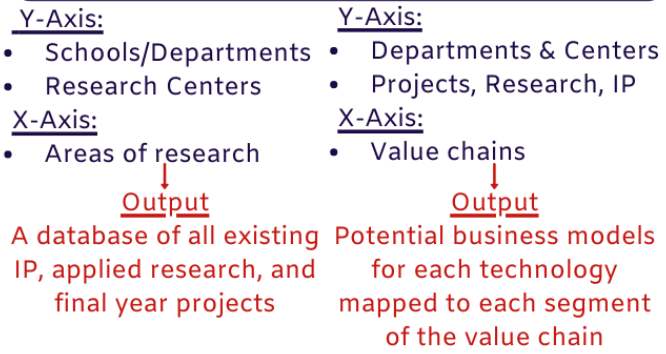 Y-Axis:
• Schools/Departments
• Research Centers
X-Axis:
• Areas of research
Output
A database of all existing
IP, applied research, and
final year projects
Y-Axis:
• Departments & Centers
• Projects, Research, IP
X-Axis:
• Value chains
Output
Potential business models
for each technology
mapped to each segment
of the value chain